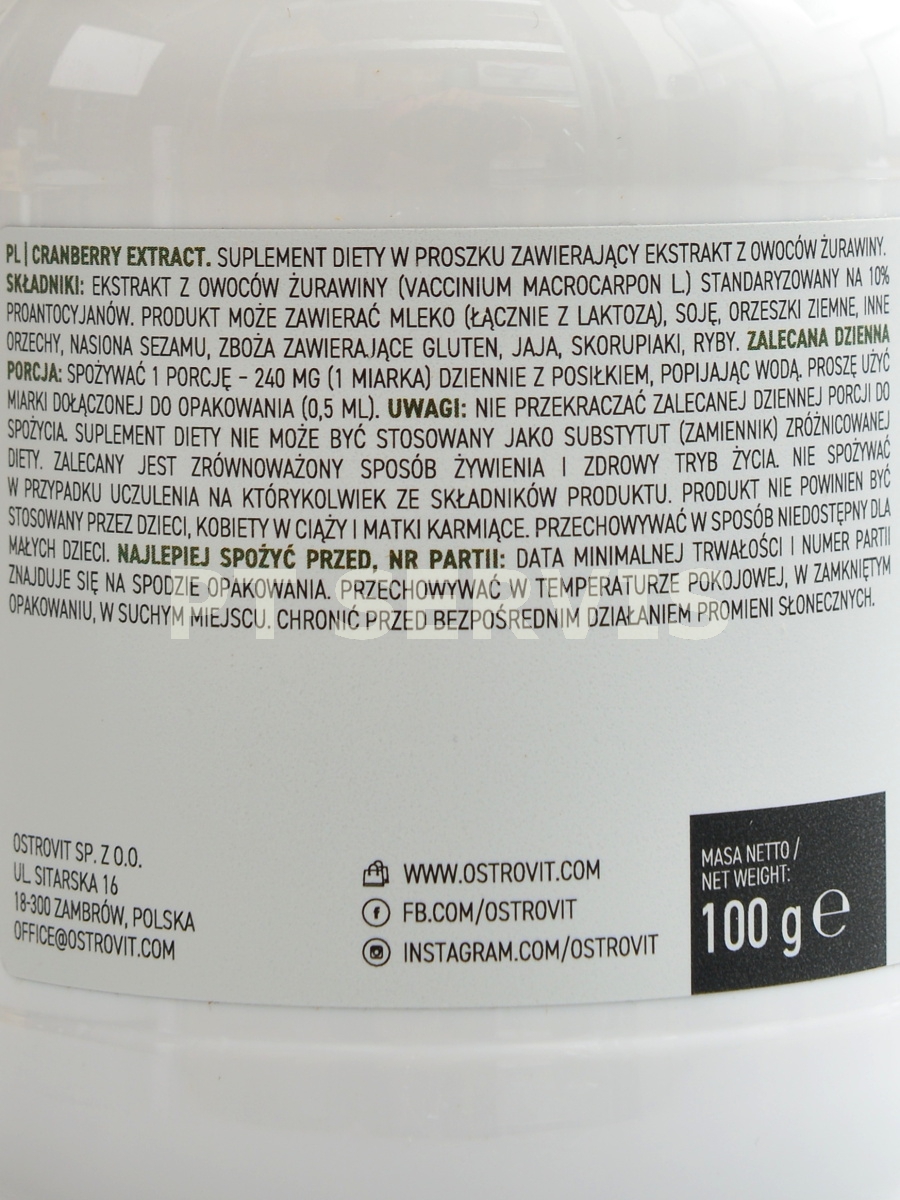 PL | CRANBERRY EXTRACT. SUPLEMENT DIETY W PROSZKU ZAWIERAJĄCY EKSTRAKT Z OWOCÓW ŻURAWINY.
SKŁADNIKI: EKSTRAKT Z OWOCÓW ŻURAWINY (VACCINIUM MACROCARPON L.) STANDARYZOWANY NA 10%
PROANTOCYJANÓW. PRODUKT MOŻE ZAWIERAĆ MLEKO (ŁĄCZNIE Z LAKTOZĄ), SOJĘ, ORZESZKI ZIEMNE, INNE
ORZECHY, NASIONA SEZAMU, ZBOŻA ZAWIERAJĄCE GLUTEN, JAJA, SKORUPIAKI, RYBY. ZALECANA DZIENNA
PORCJA: SPOŻYWAĆ 1 PORCJĘ – 240 MG (1 MIARKA) DZIENNIE Z POSIŁKIEM, POPIJAJĄC WODĄ. PROSZĘ UŻYĆ
MIARKI DOŁĄCZONEJ DO OPAKOWANIA (0,5 ML). UWAGI: NIE PRZEKRACZAĆ ZALECANEJ DZIENNEJ PORCJI DO
SPOŻYCIA. SUPLEMENT DIETY NIE MOŻE BYĆ STOSOWANY JAKO SUBSTYTUT (ZAMIENNIK) ZRÓŻNICOWANEJ
DIETY. ZALECANY JEST ZRÓWNOWAŻONY SPOSÓB ŻYWIENIA I ZDROWY TRYB ŻYCIA. NIE SPOŻYWAĆ
W PRZYPADKU UCZULENIA NA KTÓRYKOLWIEK ZE SKŁADNIKÓW PRODUKTU. PRODUKT NIE POWINIEN BYĆ
STOSOWANY PRZEZ DZIECI, KOBIETY W CIĄŻY I MATKI KARMIĄCE. PRZECHOWYWAĆ W SPOSÓB NIEDOSTĘPNY DLA
MAŁYCH DZIECI. NAJLEPIEJ SPOŻYĆ PRZED, NR PARTII: DATA MINIMALNEJ TRWAŁOŚCI I NUMER PARTII
ZNAJDUJE SIĘ NA SPODZIE OPAKOWANIA. PRZECHOWYWAĆ W TEMPERATURZE POKOJOWEJ, W ZAMKNIĘTYM
OPAKOWANIU, W SUCHYM MIEJSCU. CHRONIĆ PRZED BEZPOŚREDNIM DZIAŁANIEM PROMIENI SŁONECZNYCH.
PT SERVIS
OSTROVIT SP. Z O.O.
UL. SITARSKA 16
18-300 ZAMBRÓW, POLSKA
OFFICE@OSTROVIT.COM
WWW.OSTROVIT.COM
FB.COM/OSTROVIT
INSTAGRAM.COM/OSTROVIT
MASA NETTO /
NET WEIGHT:
100 g ℮